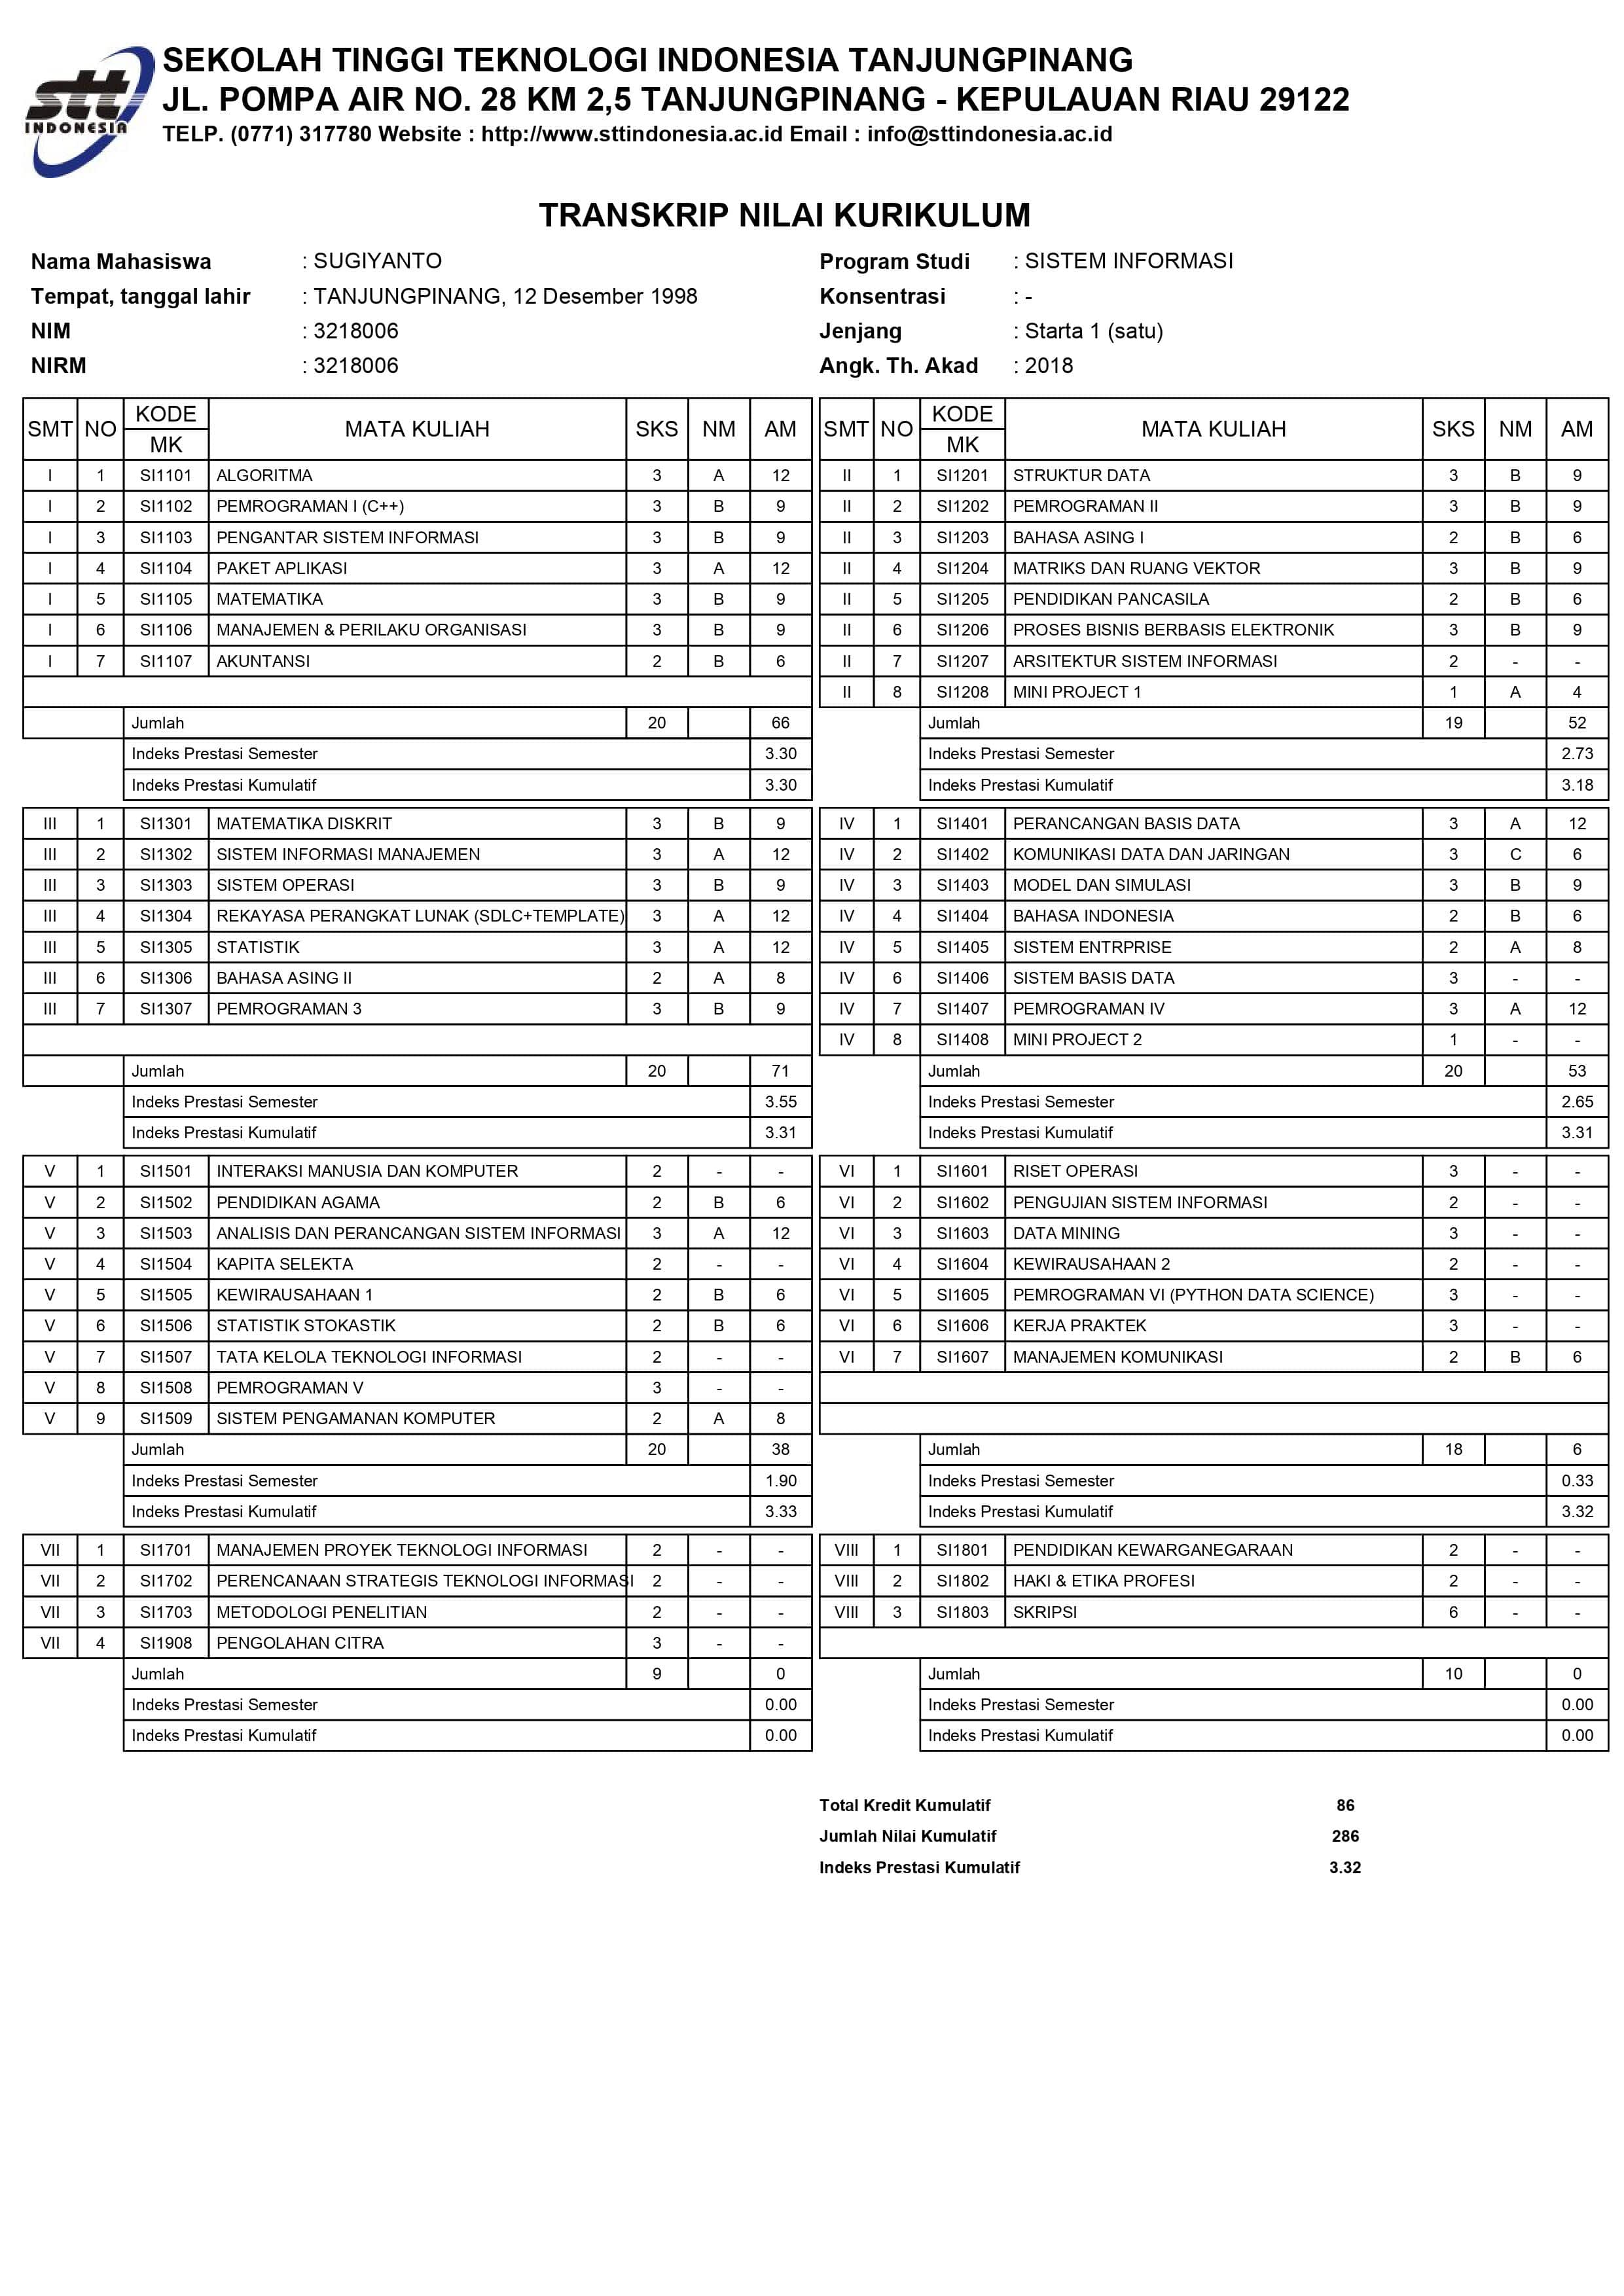 stt
INDONESIA
SEKOLAH TINGGI TEKNOLOGI INDONESIA TANJUNGPINANG
JL. POMPA AIR NO. 28 KM 2,5 TANJUNGPINANG - KEPULAUAN RIAU 29122
TELP. (0771) 317780 Website : http://www.sttindonesia.ac.id Email : info@sttindonesia.ac.id
TRANSKRIP NILAI KURIKULUM
Nama Mahasiswa : SUGIYANTO Program Studi : SISTEM INFORMASI
Tempat, tanggal lahir : TANJUNGPINANG, 12 Desember 1998 Konsentrasi : -
NIM : 3218006 Jenjang : Starta 1 (satu)
NIRM : 3218006 Angk. Th. Akad : 2018
SMT NO KODE MK MATA KULIAH SKS NM AM
I 1 SI1101 ALGORITMA 3 A 12
I 2 SI1102 PEMROGRAMAN I (C++) 3 B 9
I 3 SI1103 PENGANTAR SISTEM INFORMASI 3 B 9
I 4 SI1104 PAKET APLIKASI 3 A 12
I 5 SI1105 MATEMATIKA 3 B 9
I 6 SI1106 MANAJEMEN & PERILAKU ORGANISASI 3 B 9
I 7 SI1107 AKUNTANSI 2 B 6
Jumlah 20 66
Indeks Prestasi Semester 3.30
Indeks Prestasi Kumulatif 3.30
SMT NO KODE MK MATA KULIAH SKS NM AM
II 1 SI1201 STRUKTUR DATA 3 B 9
II 2 SI1202 PEMROGRAMAN II 3 B 9
II 3 SI1203 BAHASA ASING I 2 B 6
II 4 SI1204 MATRIKS DAN RUANG VEKTOR 3 B 9
II 5 SI1205 PENDIDIKAN PANCASILA 2 B 6
II 6 SI1206 PROSES BISNIS BERBASIS ELEKTRONIK 3 B 9
II 7 SI1207 ARSITEKTUR SISTEM INFORMASI 2 - -
II 8 SI1208 MINI PROJECT 1 1 A 4
Jumlah 19 52
Indeks Prestasi Semester 2.73
Indeks Prestasi Kumulatif 3.18
III 1 SI1301 MATEMATIKA DISKRIT 3 B 9
III 2 SI1302 SISTEM INFORMASI MANAJEMEN 3 A 12
III 3 SI1303 SISTEM OPERASI 3 B 9
III 4 SI1304 REKAYASA PERANGKAT LUNAK (SDLC+TEMPLATE) 3 A 12
III 5 SI1305 STATISTIK 3 A 12
III 6 SI1306 BAHASA ASING II 2 A 8
III 7 SI1307 PEMROGRAMAN 3 3 B 9
Jumlah 20 71
Indeks Prestasi Semester 3.55
Indeks Prestasi Kumulatif 3.31
IV 1 SI1401 PERANCANGAN BASIS DATA 3 A 12
IV 2 SI1402 KOMUNIKASI DATA DAN JARINGAN 3 C 6
IV 3 SI1403 MODEL DAN SIMULASI 3 B 9
IV 4 SI1404 BAHASA INDONESIA 2 B 6
IV 5 SI1405 SISTEM ENTRPRISE 2 A 8
IV 6 SI1406 SISTEM BASIS DATA 3 - -
IV 7 SI1407 PEMROGRAMAN IV 3 A 12
IV 8 SI1408 MINI PROJECT 2 1 - -
Jumlah 20 53
Indeks Prestasi Semester 2.65
Indeks Prestasi Kumulatif 3.31
V 1 SI1501 INTERAKSI MANUSIA DAN KOMPUTER 2 - -
V 2 SI1502 PENDIDIKAN AGAMA 2 B 6
V 3 SI1503 ANALISIS DAN PERANCANGAN SISTEM INFORMASI 3 A 12
V 4 SI1504 KAPITA SELEKTA 2 - -
V 5 SI1505 KEWIRAUSAHAAN 1 2 B 6
V 6 SI1506 STATISTIK STOKASTIK 2 B 6
V 7 SI1507 TATA KELOLA TEKNOLOGI INFORMASI 2 - -
V 8 SI1508 PEMROGRAMAN V 3 - -
V 9 SI1509 SISTEM PENGAMANAN KOMPUTER 2 A 8
Jumlah 20 38
Indeks Prestasi Semester 1.90
Indeks Prestasi Kumulatif 3.33
VI 1 SI1601 RISET OPERASI 3 - -
VI 2 SI1602 PENGUJIAN SISTEM INFORMASI 2 - -
VI 3 SI1603 DATA MINING 3 - -
VI 4 SI1604 KEWIRAUSAHAAN 2 2 - -
VI 5 SI1605 PEMROGRAMAN VI (PYTHON DATA SCIENCE) 3 - -
VI 6 SI1606 KERJA PRAKTEK 3 - -
VI 7 SI1607 MANAJEMEN KOMUNIKASI 2 B 6
Jumlah 18 6
Indeks Prestasi Semester 0.33
Indeks Prestasi Kumulatif 3.32
VII 1 SI1701 MANAJEMEN PROYEK TEKNOLOGI INFORMASI 2 - -
VII 2 SI1702 PERENCANAAN STRATEGIS TEKNOLOGI INFORMASI 2 - -
VII 3 SI1703 METODOLOGI PENELITIAN 2 - -
VII 4 SI1908 PENGOLAHAN CITRA 3 - -
Jumlah 9 0
Indeks Prestasi Semester 0.00
Indeks Prestasi Kumulatif 0.00
VIII 1 SI1801 PENDIDIKAN KEWARGANEGARAAN 2 - -
VIII 2 SI1802 HAKI & ETIKA PROFESI 2 - -
VIII 3 SI1803 SKRIPSI 6 - -
Jumlah 10 0
Indeks Prestasi Semester 0.00
Indeks Prestasi Kumulatif 0.00
Total Kredit Kumulatif 86
Jumlah Nilai Kumulatif 286
Indeks Prestasi Kumulatif 3.32